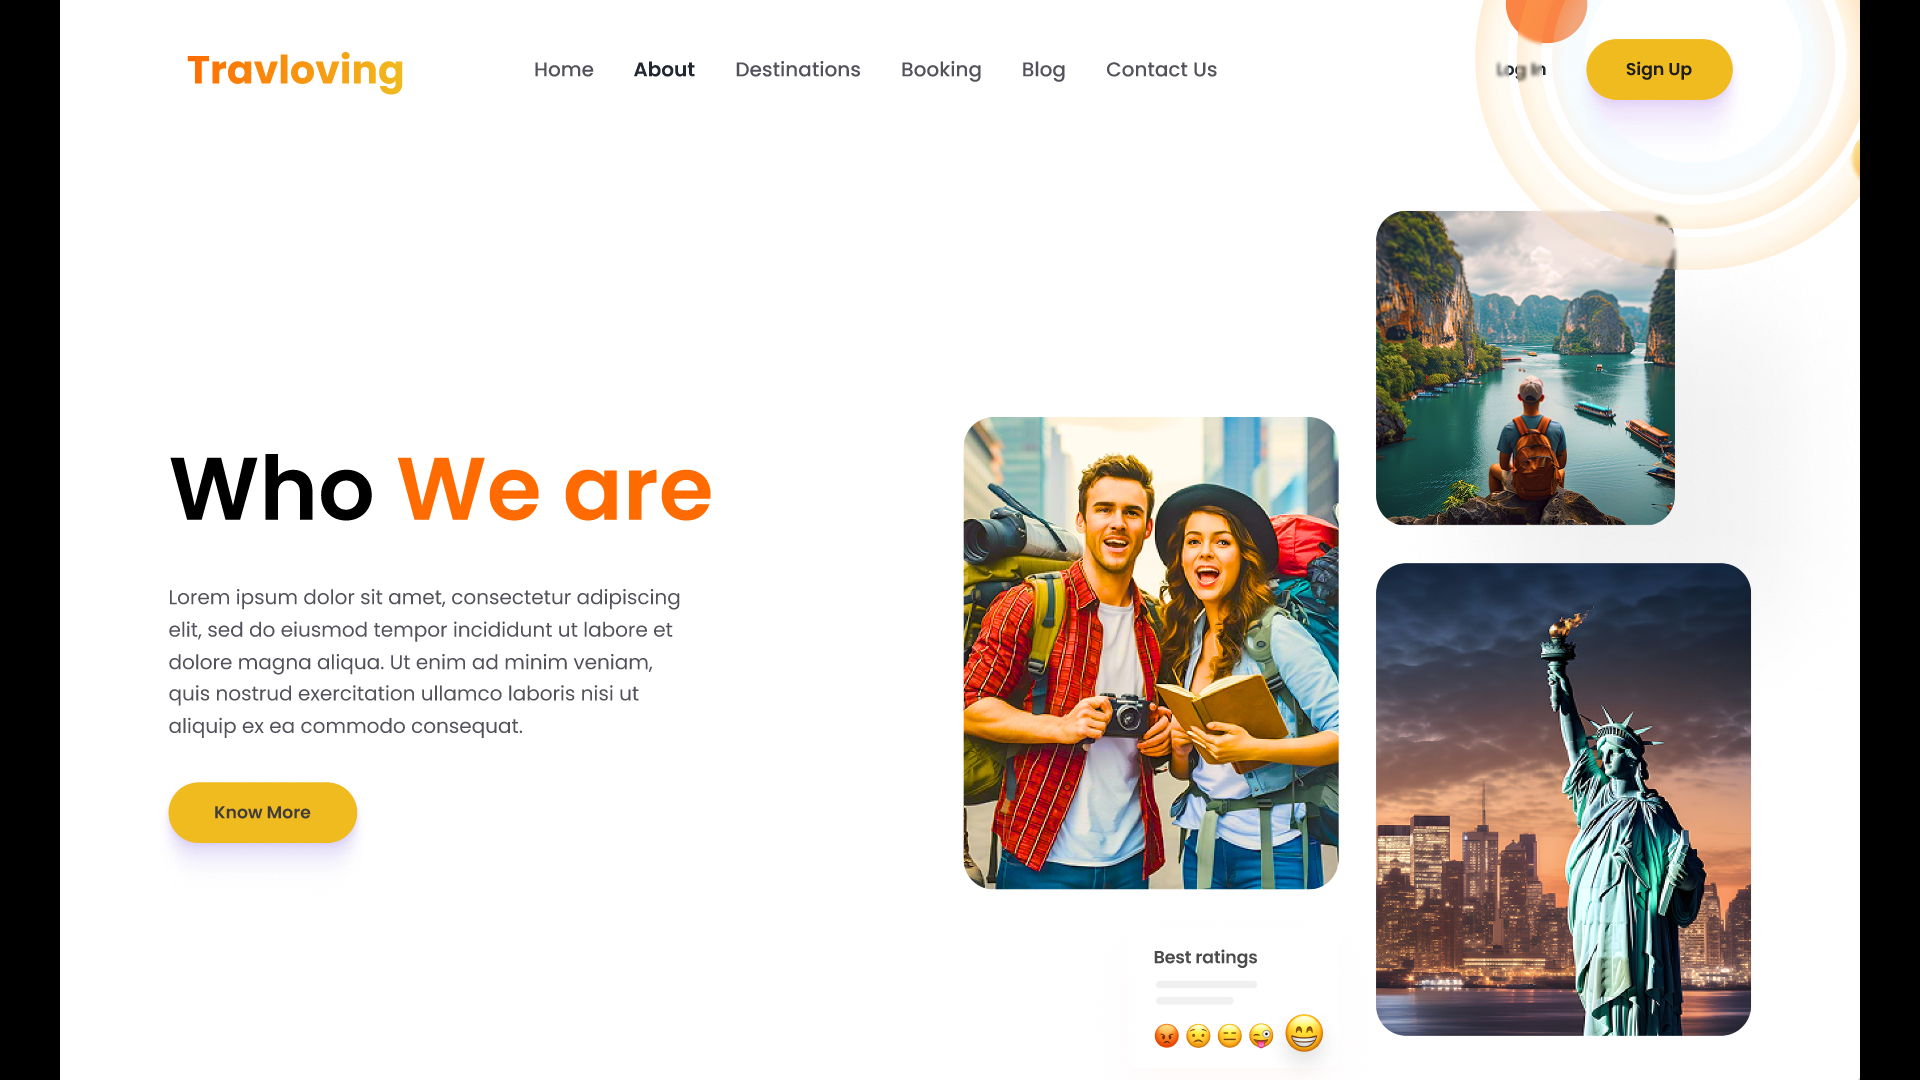 Travloving
Home
About
Destinations
Booking
Blog
Contact Us
Log In
Sign Up
Who We are
Lorem ipsum dolor sit amet, consectetur adipiscing
elit, sed do eiusmod tempor incididunt ut labore et
dolore magna aliqua. Ut enim ad minim veniam,
quis nostrud exercitation ullamco laboris nisi ut
aliquip ex ea commodo consequat.
Know More
Best ratings